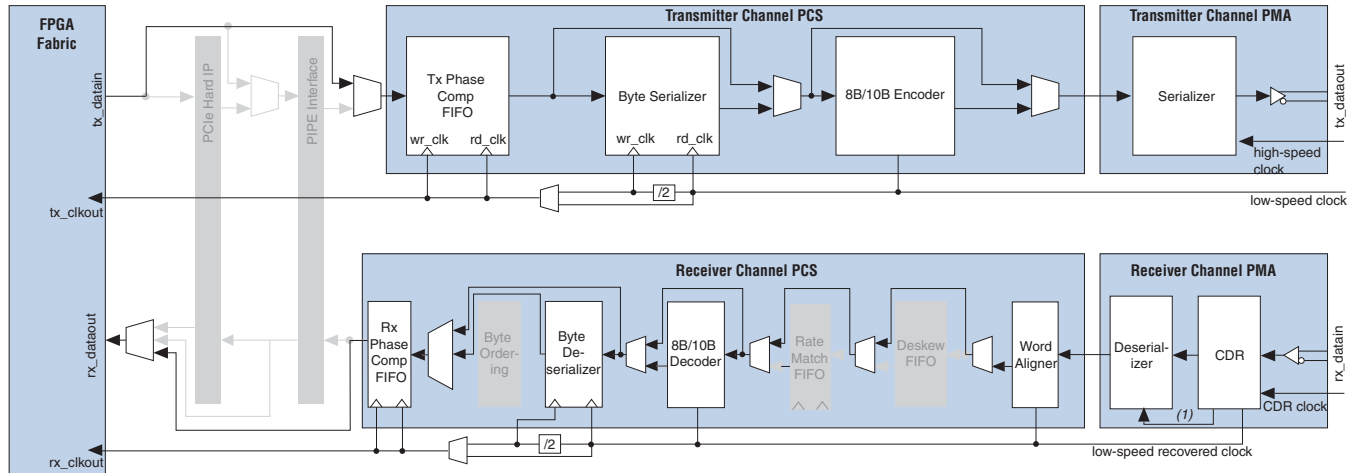 FPGA
Fabric
Transmitter Channel PCS
Transmitter Channel PMA
tx_datain
PCIe Hard IP
PIPE Interface
Tx Phase
Comp
FIFO
wr_clk
rd_clk
Byte Serializer
wr_clk
rd_clk
8B/10B Encoder
Serializer
tx_dataout
high-speed
clock
/2
tx_clkout
low-speed clock
Receiver Channel PCS
Receiver Channel PMA
rx_dataout
Rx
Phase
Comp
FIFO
Byte
Order-
ing
Byte
De-
serializer
8B/10B
Decoder
Rate
Match
FIFO
Deskew
FIFO
Word
Aligner
Deserial-
izer
CDR
rx_datain
CDR clock
(1)
/2
rx_clkout
low-speed recovered clock